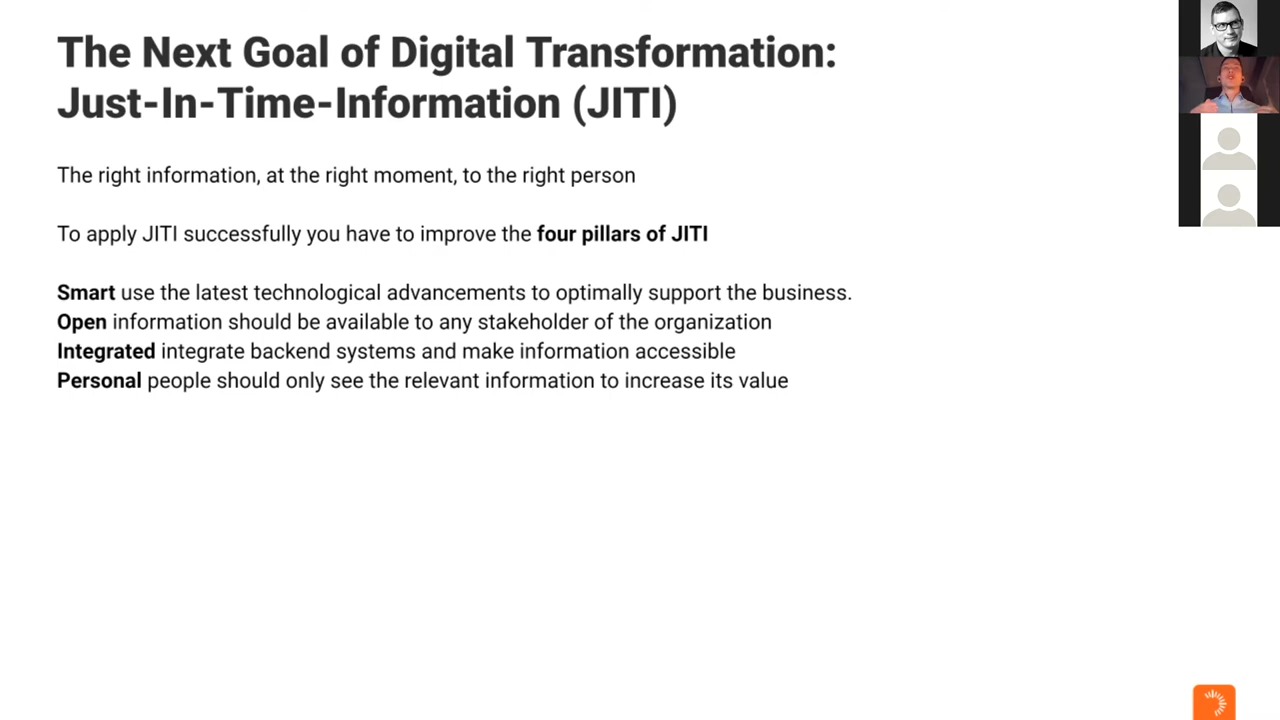 The Next Goal of Digital Transformation:
Just-In-Time-Information (JITI)
The right information, at the right moment, to the right person
To apply JITI successfully you have to improve the four pillars of JITI
Smart use the latest technological advancements to optimally support the business.
Open information should be available to any stakeholder of the organization
Integrated integrate backend systems and make information accessible
Personal people should only see the relevant information to increase its value